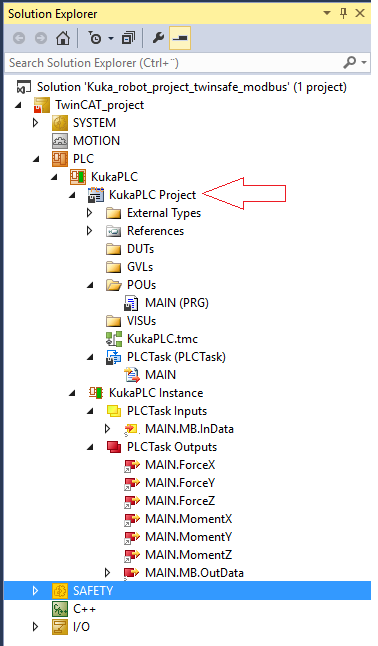 Solution Explorer
Search Solution Explorer (Ctrl+¨)
Solution 'Kuka_robot_project_twinsafe_modbus' (1 project)
TwinCAT_project
SYSTEM
MOTION
PLC
KukaPLC
KukaPLC Project
External Types
References
DUTs
GVLs
POUs
MAIN (PRG)
VISUs
KukaPLC.tmc
PLCTask (PLCTask)
MAIN
KukaPLC Instance
PLCTask Inputs
MAIN.MB.InData
PLCTask Outputs
MAIN.ForceX
MAIN.ForceY
MAIN.ForceZ
MAIN.MomentX
MAIN.MomentY
MAIN.MomentZ
MAIN.MB.OutData
SAFETY
C++
I/O